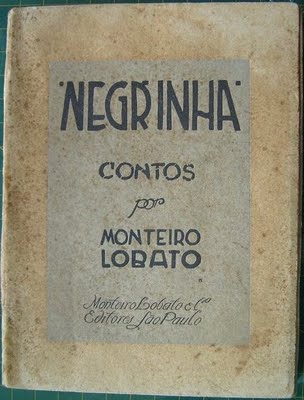 "NEGRINHA"
CONTOS
por
MONTEIRO
LOBATO
Monteiro Lobato & Cª
Editores São Paulo